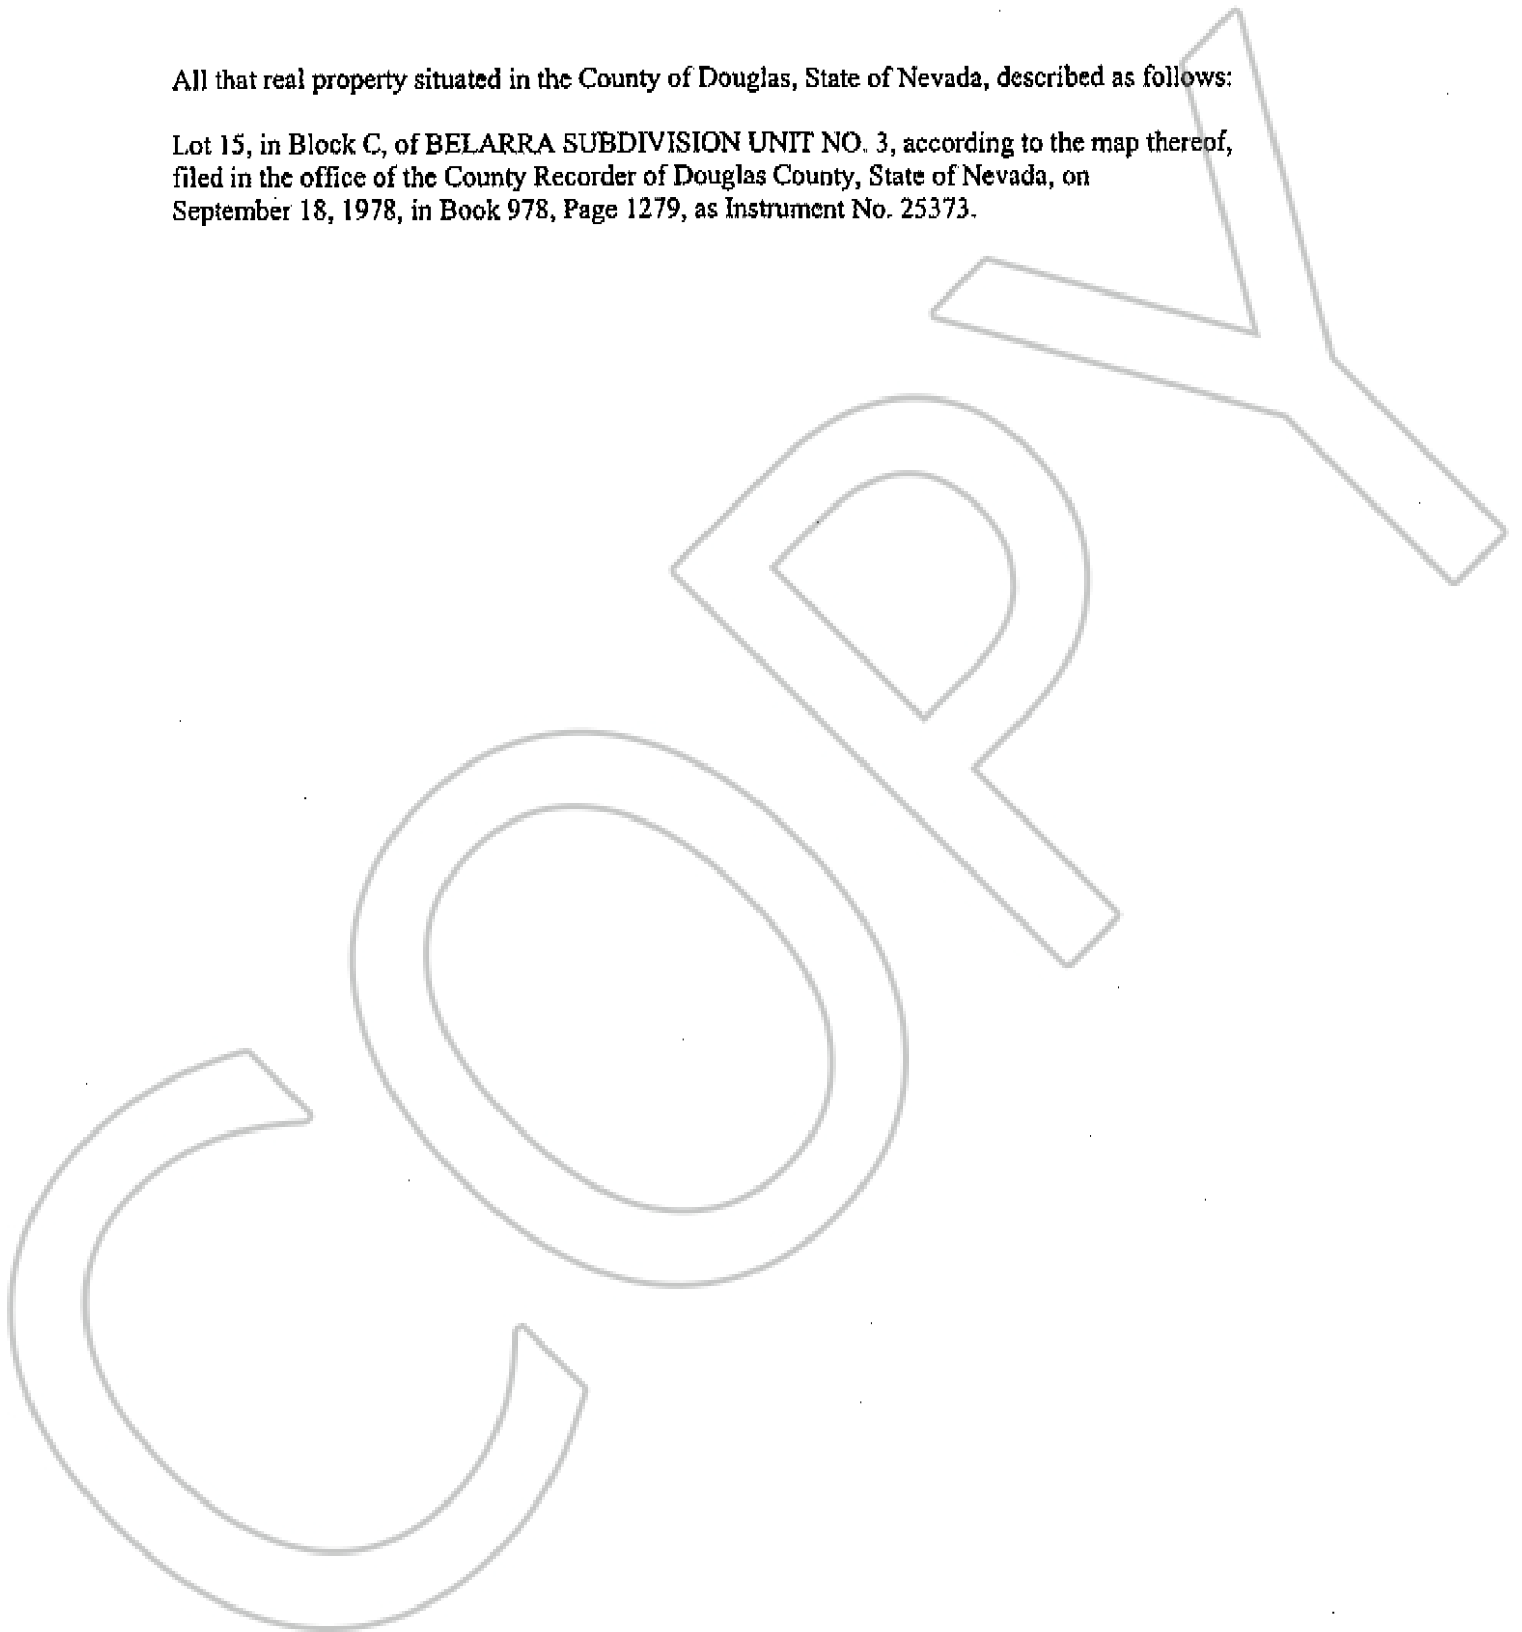 All that real property situated in the County of Douglas, State of Nevada, described as follows:
Lot 15, in Block C, of BELARRA SUBDIVISION UNIT NO. 3, according to the map thereof,
filed in the office of the County Recorder of Douglas County, State of Nevada, on
September 18, 1978, in Book 978, Page 1279, as Instrument No. 25373.
COPY